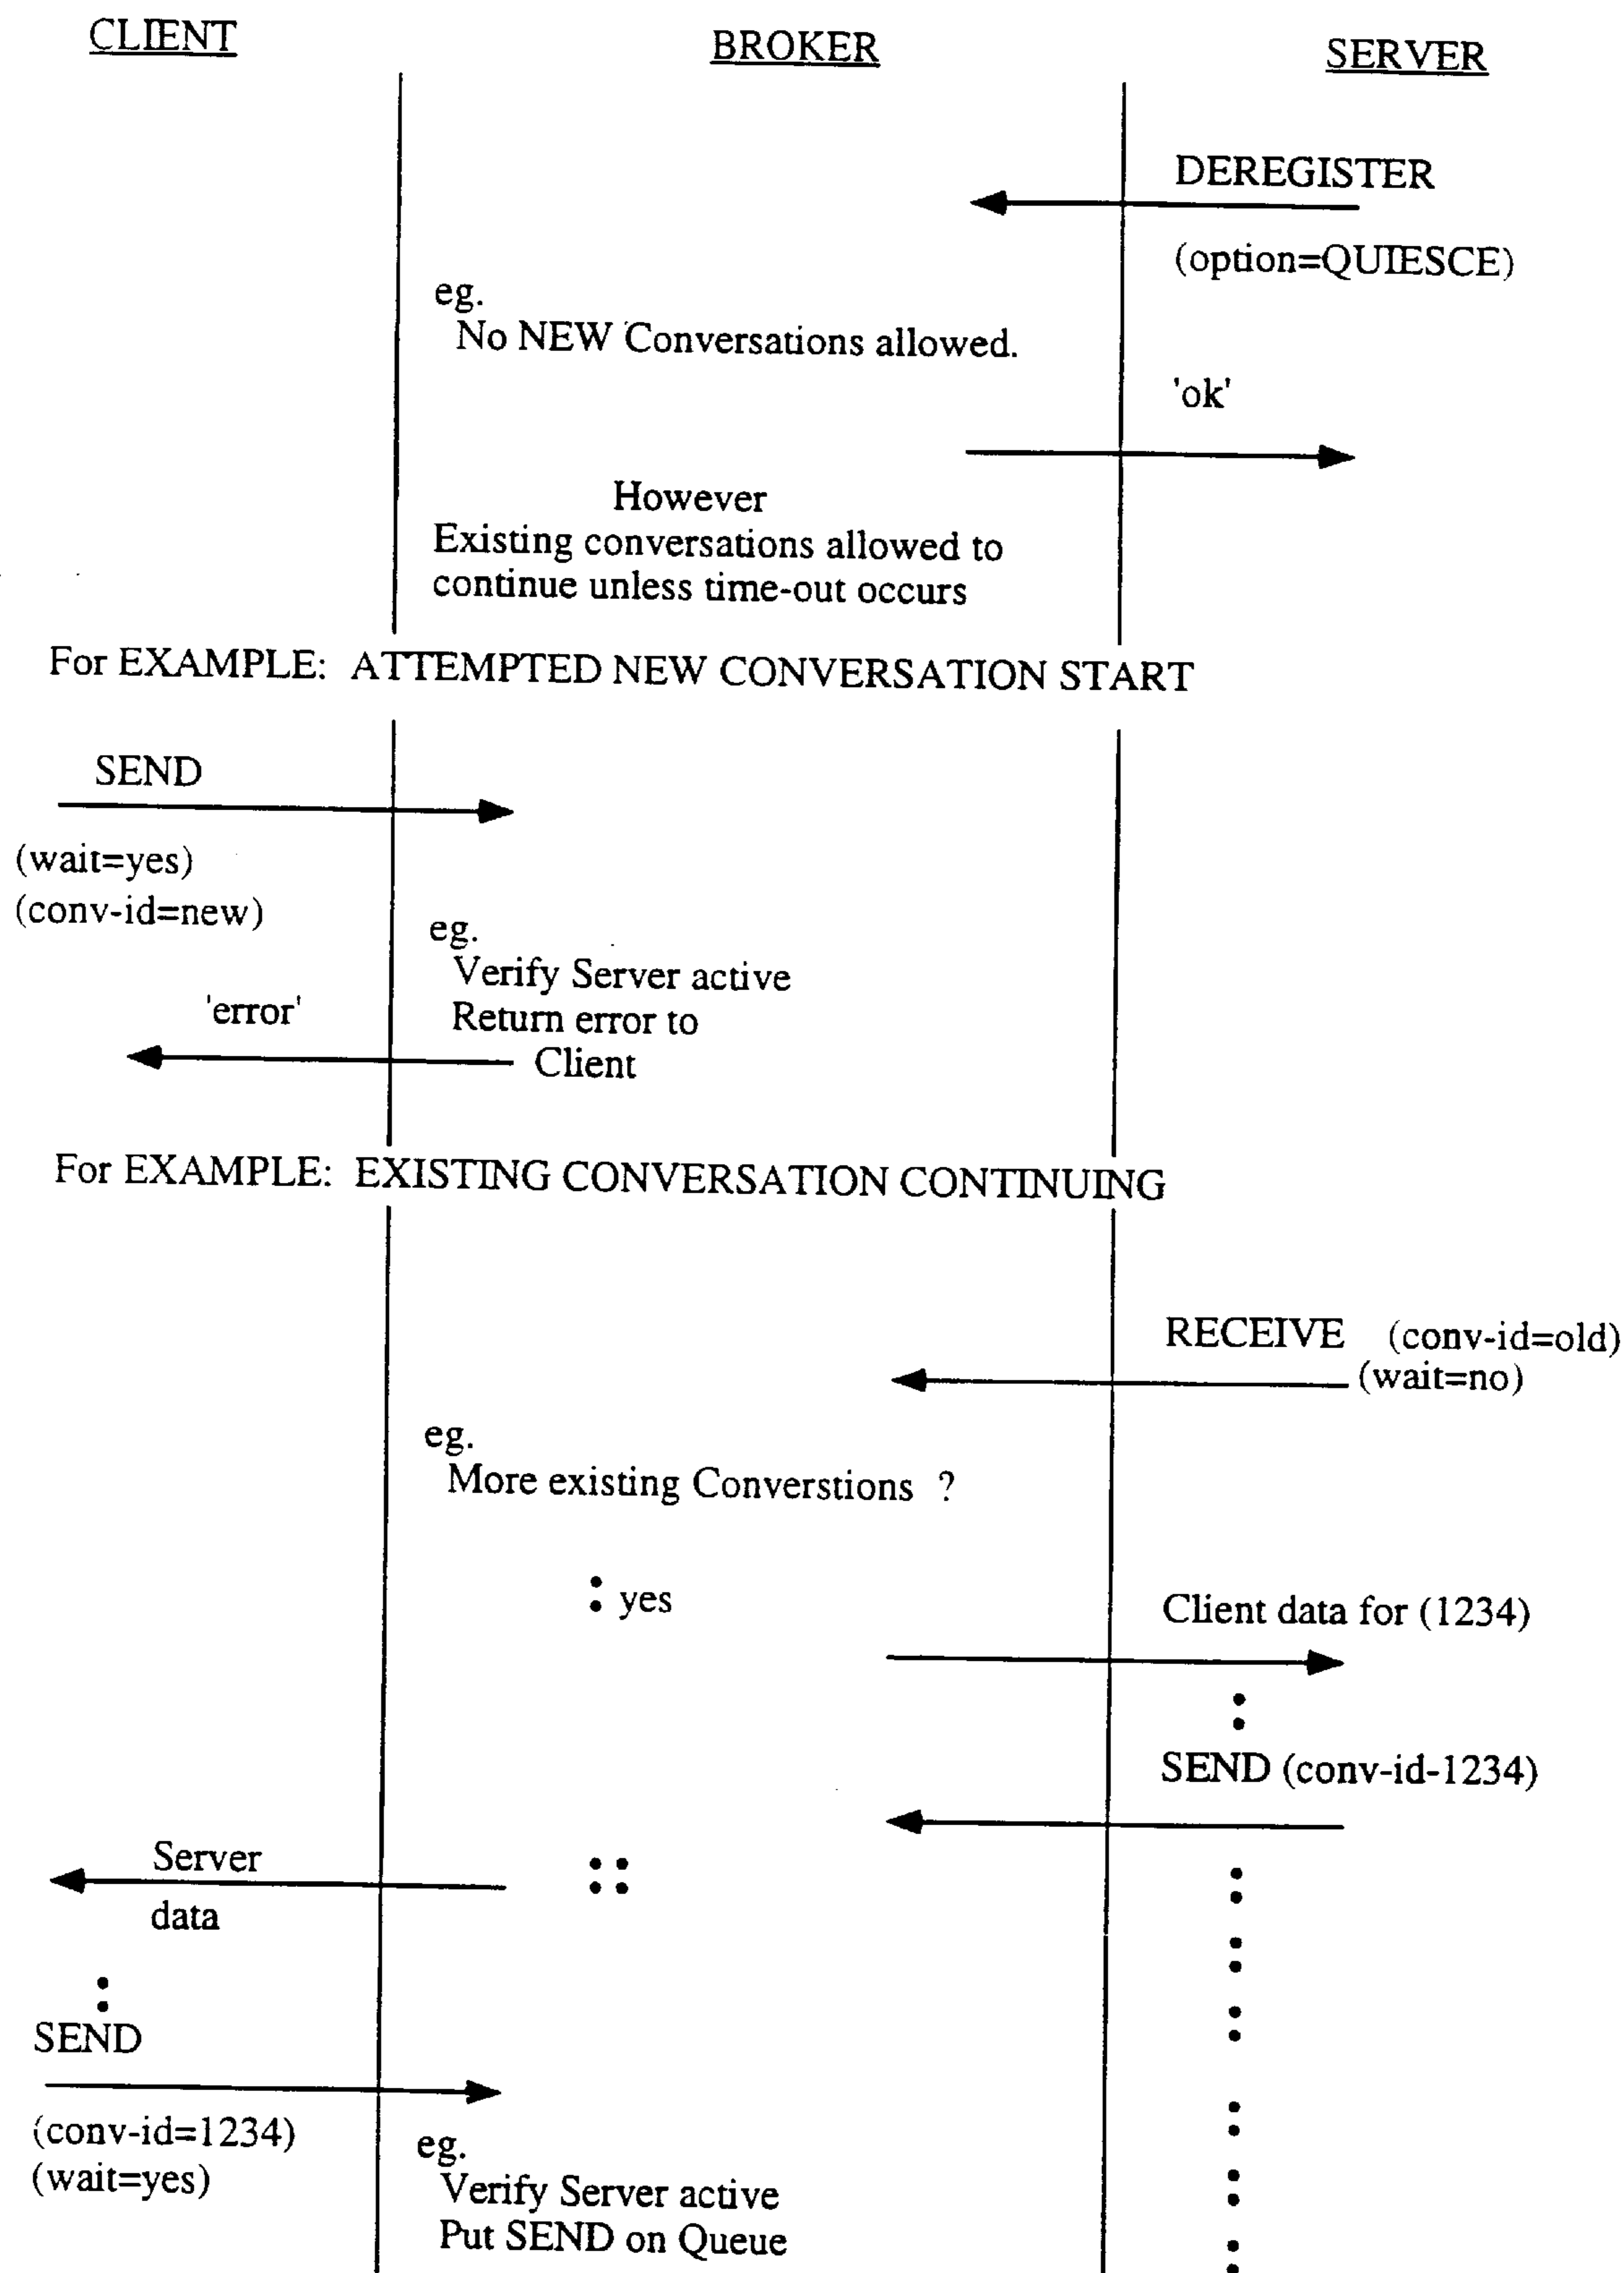 CLIENT BROKER SERVER
DEREGISTER
(option=QUIESCE)
eg.
No NEW Conversations allowed.
'ok'
However
Existing conversations allowed to
continue unless time-out occurs
For EXAMPLE: ATTEMPTED NEW CONVERSATION START
SEND
(wait=yes)
(conv-id=new)
eg.
Verify Server active
'error'
Return error to
Client
For EXAMPLE: EXISTING CONVERSATION CONTINUING
RECEIVE (conv-id=old)
(wait=no)
eg.
More existing Converstions ?
: yes
Client data for (1234)
SEND (conv-id-1234)
Server
data
SEND
(conv-id=1234)
(wait=yes)
eg.
Verify Server active
Put SEND on Queue